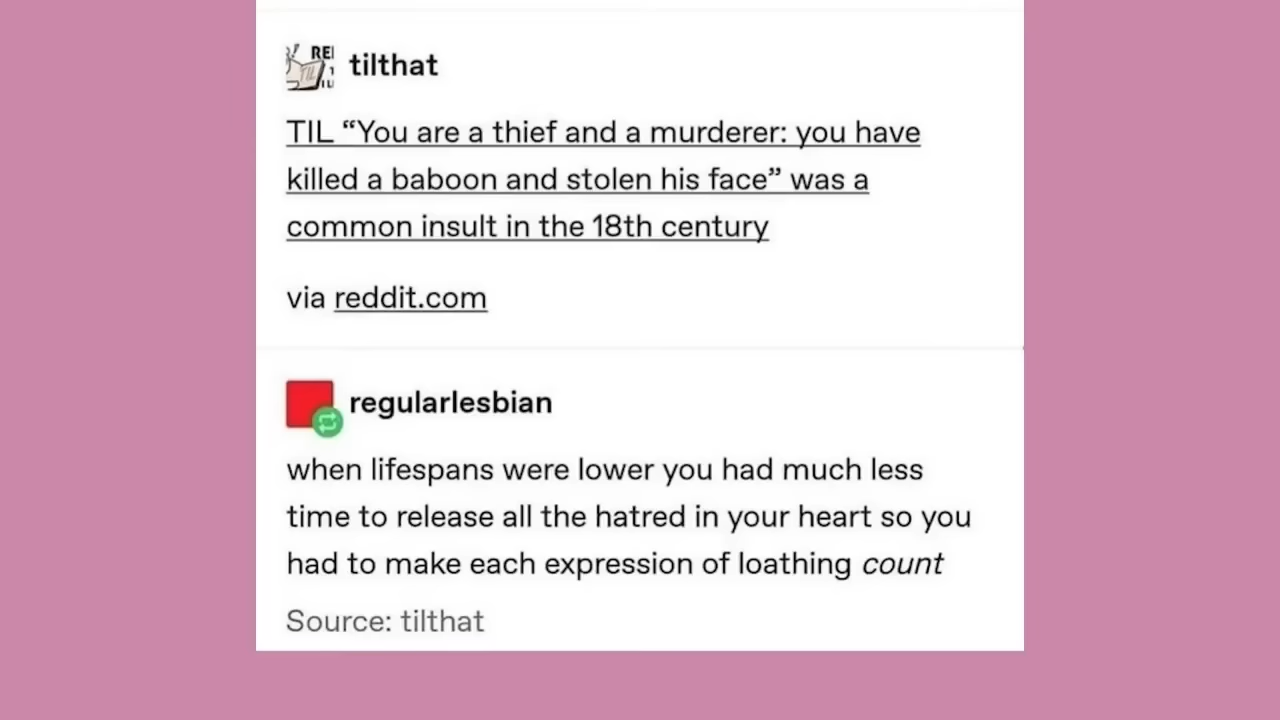 tilthat
TIL “You are a thief and a murderer: you have
killed a baboon and stolen his face” was a
common insult in the 18th century
via reddit.com
regularlesbian
when lifespans were lower you had much less
time to release all the hatred in your heart so you
had to make each expression of loathing count
Source: tilthat